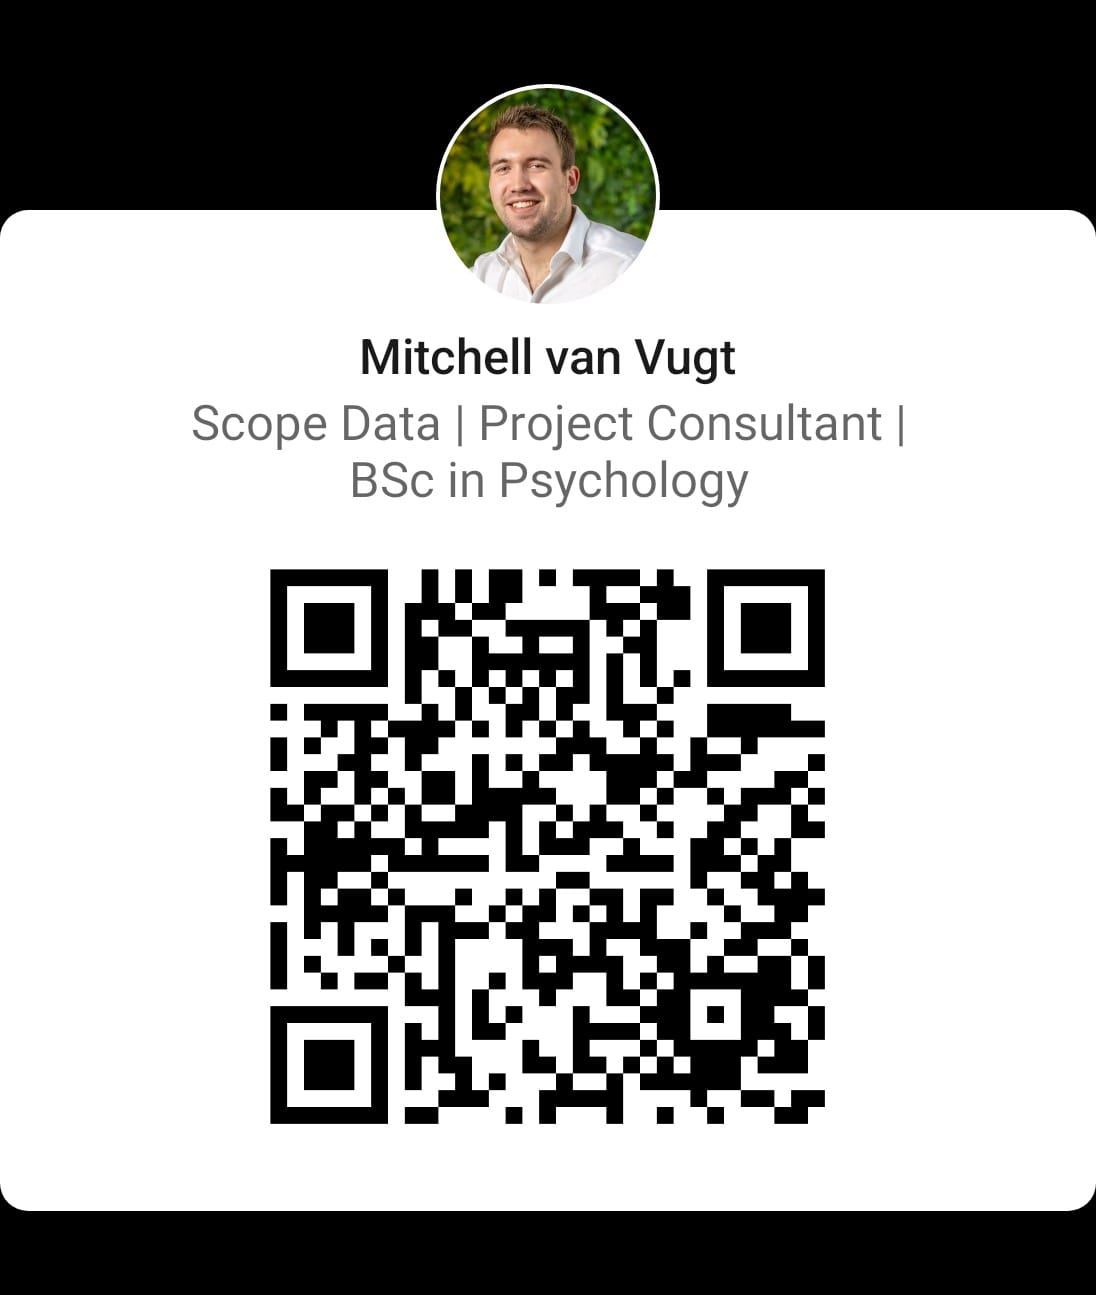 Mitchell van Vugt
Scope Data | Project Consultant |
BSc in Psychology